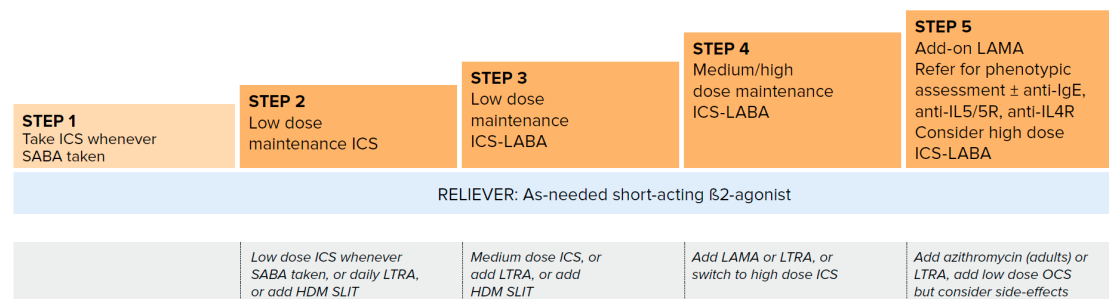 STEP 1
Take ICS whenever
SABA taken
STEP 2
Low dose
maintenance ICS
STEP 3
Low dose
maintenance
ICS-LABA
STEP 4
Medium/high
dose maintenance
ICS-LABA
STEP 5
Add-on LAMA
Refer for phenotypic
assessment ± anti-IgE,
anti-IL5/5R, anti-IL4R
Consider high dose
ICS-LABA
RELIEVER: As-needed short-acting ß2-agonist
Low dose ICS whenever
SABA taken, or daily LTRA,
or add HDM SLIT
Medium dose ICS, or
add LTRA, or add
HDM SLIT
Add LAMA or LTRA, or
switch to high dose ICS
Add azithromycin (adults) or
LTRA, add low dose OCS
but consider side-effects